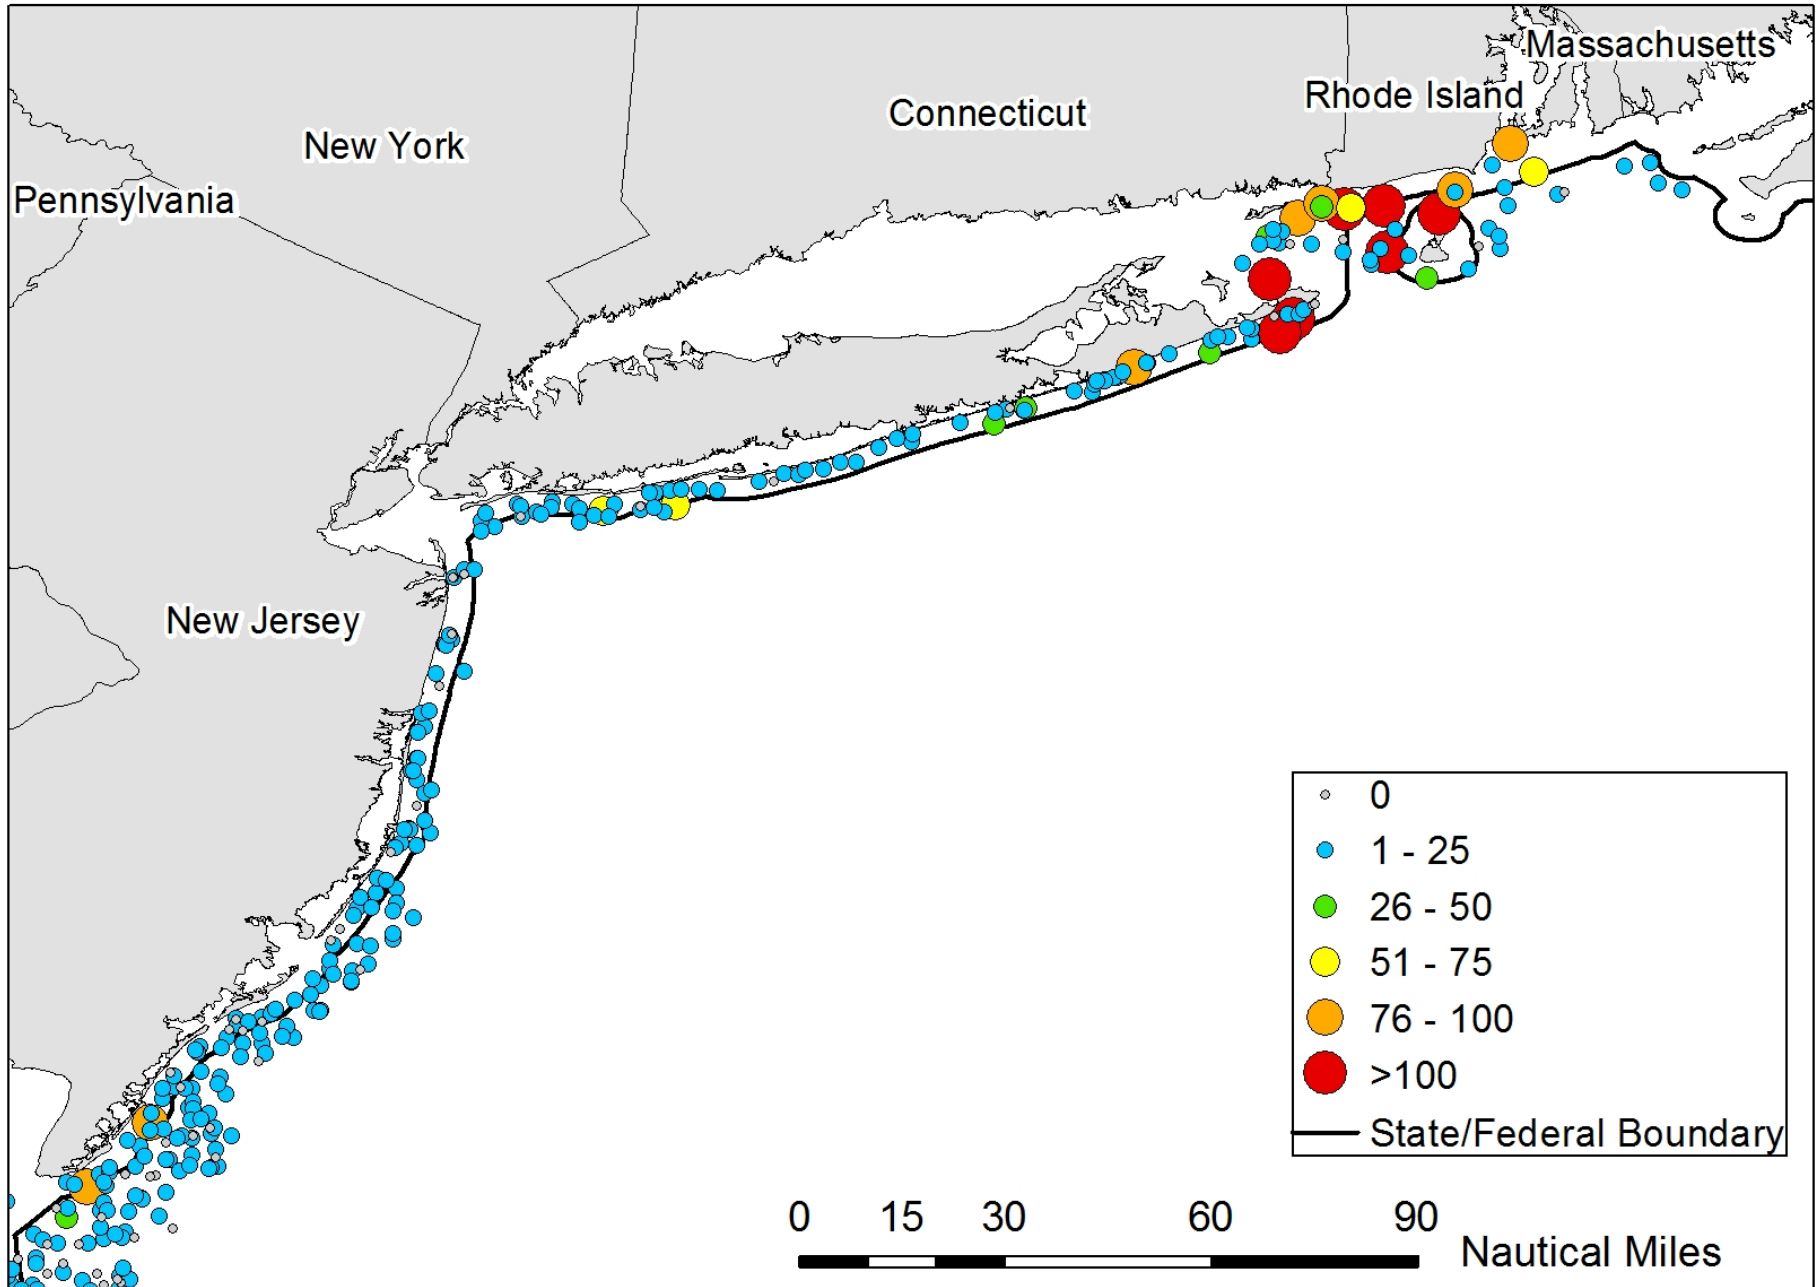 Massachusetts
Rhode Island
Connecticut
New York
Pennsylvania
New Jersey
0
1 - 25
26 - 50
51 - 75
76 - 100
>100
State/Federal Boundary
0 15 30 60 90
Nautical Miles